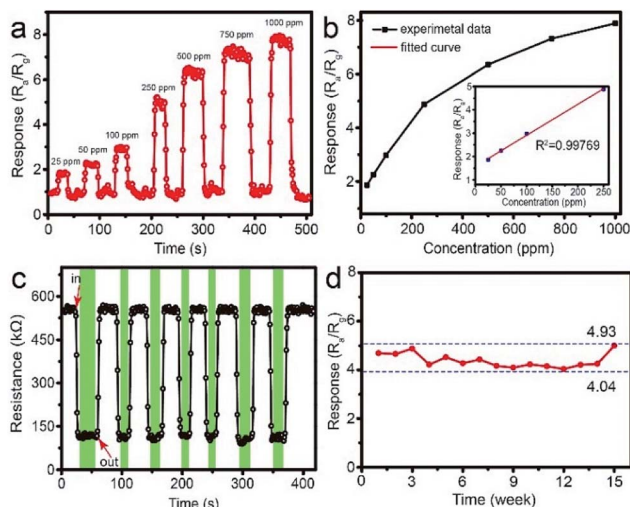 a
Response (Ra/Rg)
8
6
4
2
0
25 ppm
50 ppm
100 ppm
250 ppm
500 ppm
750 ppm
1000 ppm
0 100 200 300 400 500
Time (s)
b
Response (Ra/Rg)
8
6
4
2
experimetal data
fitted curve
Response (Ra/Rg)
5
4
3
2
1
R²=0.99769
0 50 100 150 200 250
Concentration (ppm)
0 200 400 600 800 1000
Concentration (ppm)
c
Resistance (kΩ)
600
450
300
150
0
in
out
0 100 200 300 400
Time (s)
d
Response (Ra/Rg)
8
6
4
2
0
4.93
4.04
0 3 6 9 12 15
Time (week)